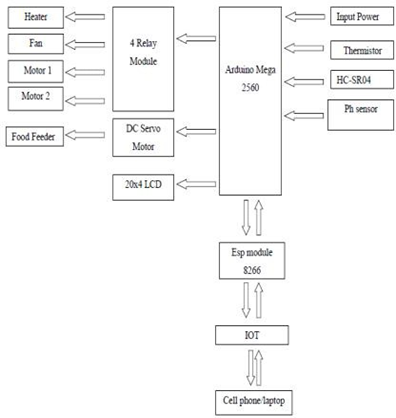 Heater
Fan
Motor 1
Motor 2
Food Feeder
4 Relay
Module
DC Servo
Motor
20x4 LCD
Arduino Mega
2560
Input Power
Thermistor
HC-SR04
Ph sensor
Esp module
8266
IOT
Cell phone/laptop